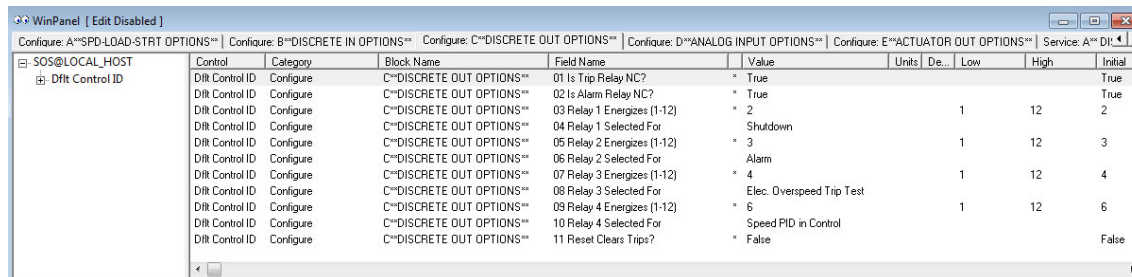 WinPanel [ Edit Disabled ]
Configure: A**SPD-LOAD-STRT OPTIONS** Configure: B**DISCRETE IN OPTIONS** Configure: C**DISCRETE OUT OPTIONS** Configure: D**ANALOG INPUT OPTIONS** Configure: E**ACTUATOR OUT OPTIONS** Service: A**
SOS@LOCAL_HOST Control Category Block Name Field Name Value Units De... Low High Initial
Dflt Control ID Dflt Control ID Configure C**DISCRETE OUT OPTIONS** 01 Is Trip Relay NC? * True True
Dflt Control ID Configure C**DISCRETE OUT OPTIONS** 02 Is Alarm Relay NC? * True True
Dflt Control ID Configure C**DISCRETE OUT OPTIONS** 03 Relay 1 Energizes (1-12) * 2 1 12 2
Dflt Control ID Configure C**DISCRETE OUT OPTIONS** 04 Relay 1 Selected For Shutdown
Dflt Control ID Configure C**DISCRETE OUT OPTIONS** 05 Relay 2 Energizes (1-12) * 3 1 12 3
Dflt Control ID Configure C**DISCRETE OUT OPTIONS** 06 Relay 2 Selected For Alarm
Dflt Control ID Configure C**DISCRETE OUT OPTIONS** 07 Relay 3 Energizes (1-12) * 4 1 12 4
Dflt Control ID Configure C**DISCRETE OUT OPTIONS** 08 Relay 3 Selected For Elec. Overspeed Trip Test
Dflt Control ID Configure C**DISCRETE OUT OPTIONS** 09 Relay 4 Energizes (1-12) * 6 1 12 6
Dflt Control ID Configure C**DISCRETE OUT OPTIONS** 10 Relay 4 Selected For Speed PID in Control
Dflt Control ID Configure C**DISCRETE OUT OPTIONS** 11 Reset Clears Trips? * False False